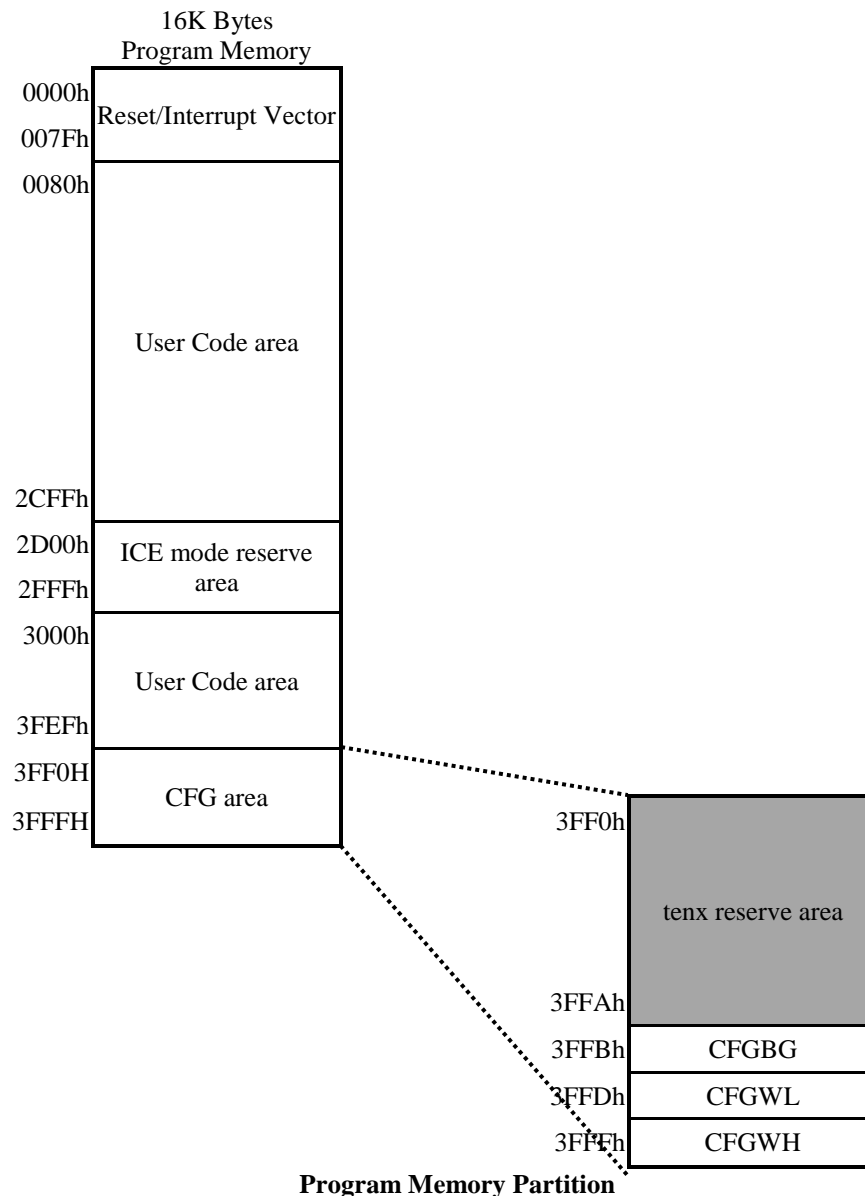 16K Bytes
Program Memory
0000h
Reset/Interrupt Vector
007Fh
0080h
User Code area
2CFFh
2D00h
ICE mode reserve
area
2FFFh
3000h
User Code area
3FEFh
3FF0H
CFG area
3FFFH
3FF0h
tenx reserve area
3FFAh
3FFBh
CFGBG
3FFDh
CFGWL
3FFFh
CFGWH
Program Memory Partition